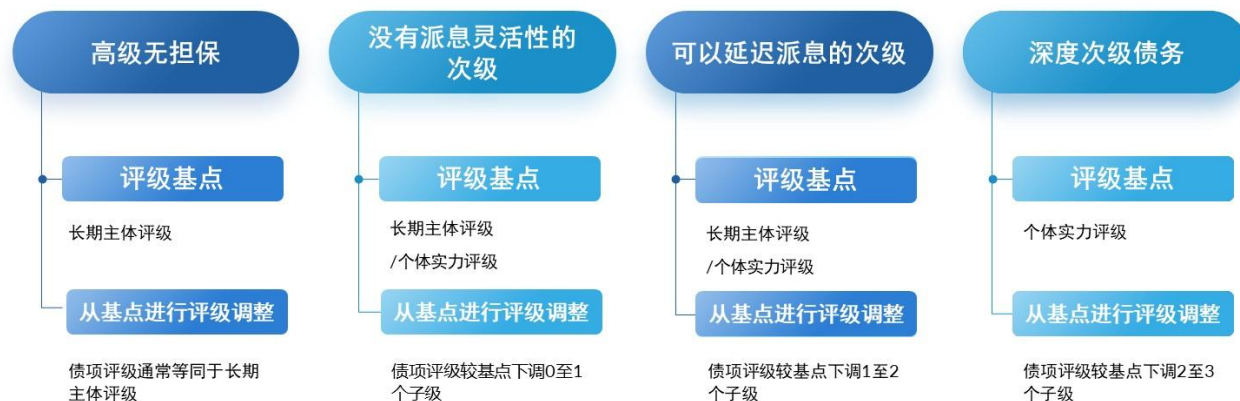 高级无担保
评级基点
长期主体评级
从基点进行评级调整
债项评级通常等同于长期
主体评级
没有派息灵活性的
次级
评级基点
长期主体评级
/个体实力评级
从基点进行评级调整
债项评级较基点下调0至1
个子级
可以延迟派息的次级
评级基点
长期主体评级
/个体实力评级
从基点进行评级调整
债项评级较基点下调1至2
个子级
深度次级债务
评级基点
个体实力评级
从基点进行评级调整
债项评级较基点下调2至3
个子级